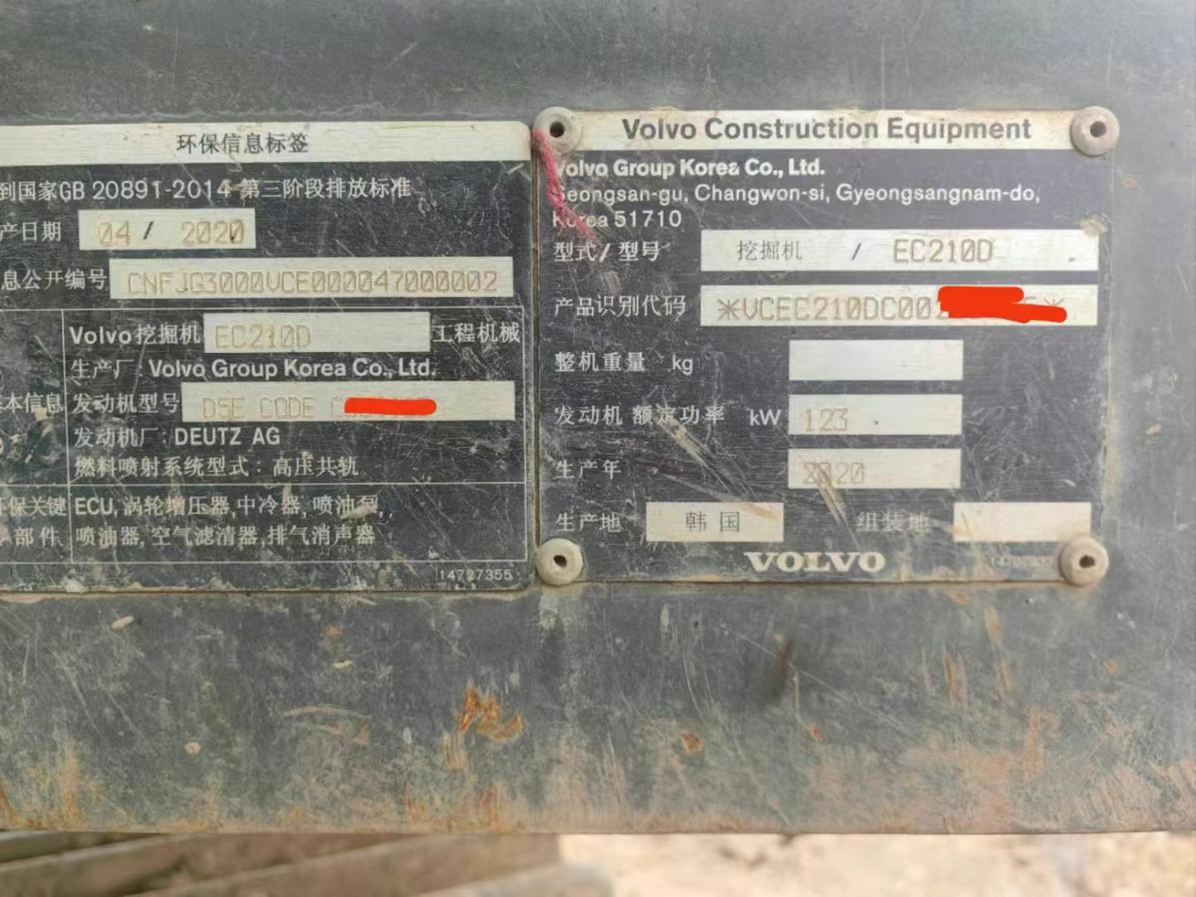 环保信息标签
到国家GB 20891-2014 第三阶段排放标准
产日期 04 / 2020
息公开编号 CNFJG3000VCE000047000002
Volvo挖掘机 EC210D 工程机械
生产厂: Volvo Group Korea Co., Ltd.
本信息 发动机型号 DSE CODE
发动机厂: DEUTZ AG
燃料喷射系统型式: 高压共轨
环保关键 ECU, 涡轮增压器, 中冷器, 喷油泵,
部件 喷油器, 空气滤清器, 排气消声器
14727355
Volvo Construction Equipment
Volvo Group Korea Co., Ltd.
Seongsan-gu, Changwon-si, Gyeongsangnam-do,
Korea 51710
型式/型号 挖掘机 / EC210D
产品识别代码 *VCEC210DC00
整机重量 kg
发动机 额定功率 kW 123
生产年 2020
生产地 韩国 组装地
VOLVO